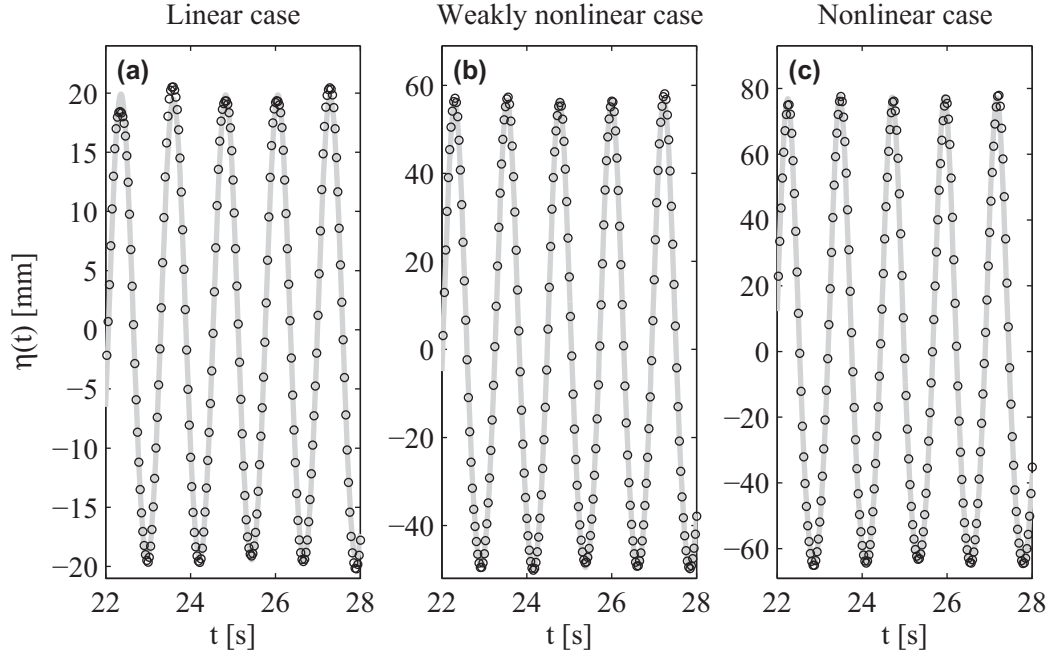 Linear case
Weakly nonlinear case
Nonlinear case
(a)
(b)
(c)
η(t) [mm]
20
15
10
5
0
−5
−10
−15
−20
60
40
20
0
−20
−40
80
60
40
20
0
−20
−40
−60
22 24 26 28
22 24 26 28
22 24 26 28
t [s]
t [s]
t [s]